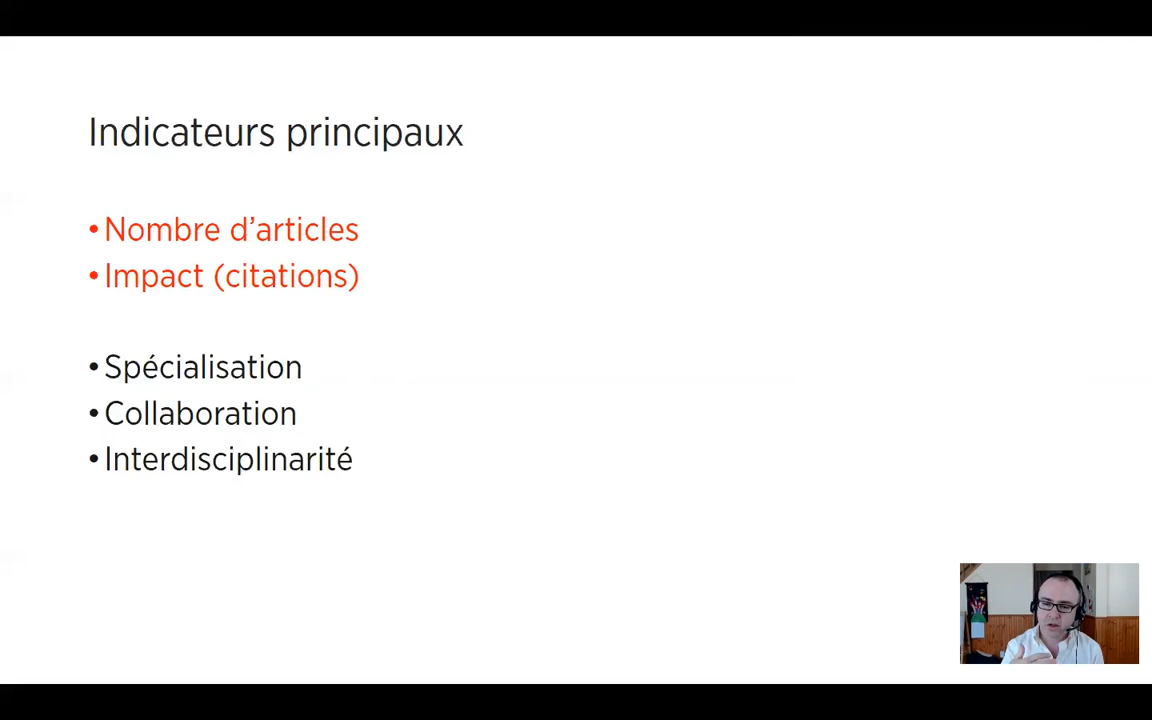 Indicateurs principaux
•Nombre d’articles
•Impact (citations)
•Spécialisation
•Collaboration
•Interdisciplinarité